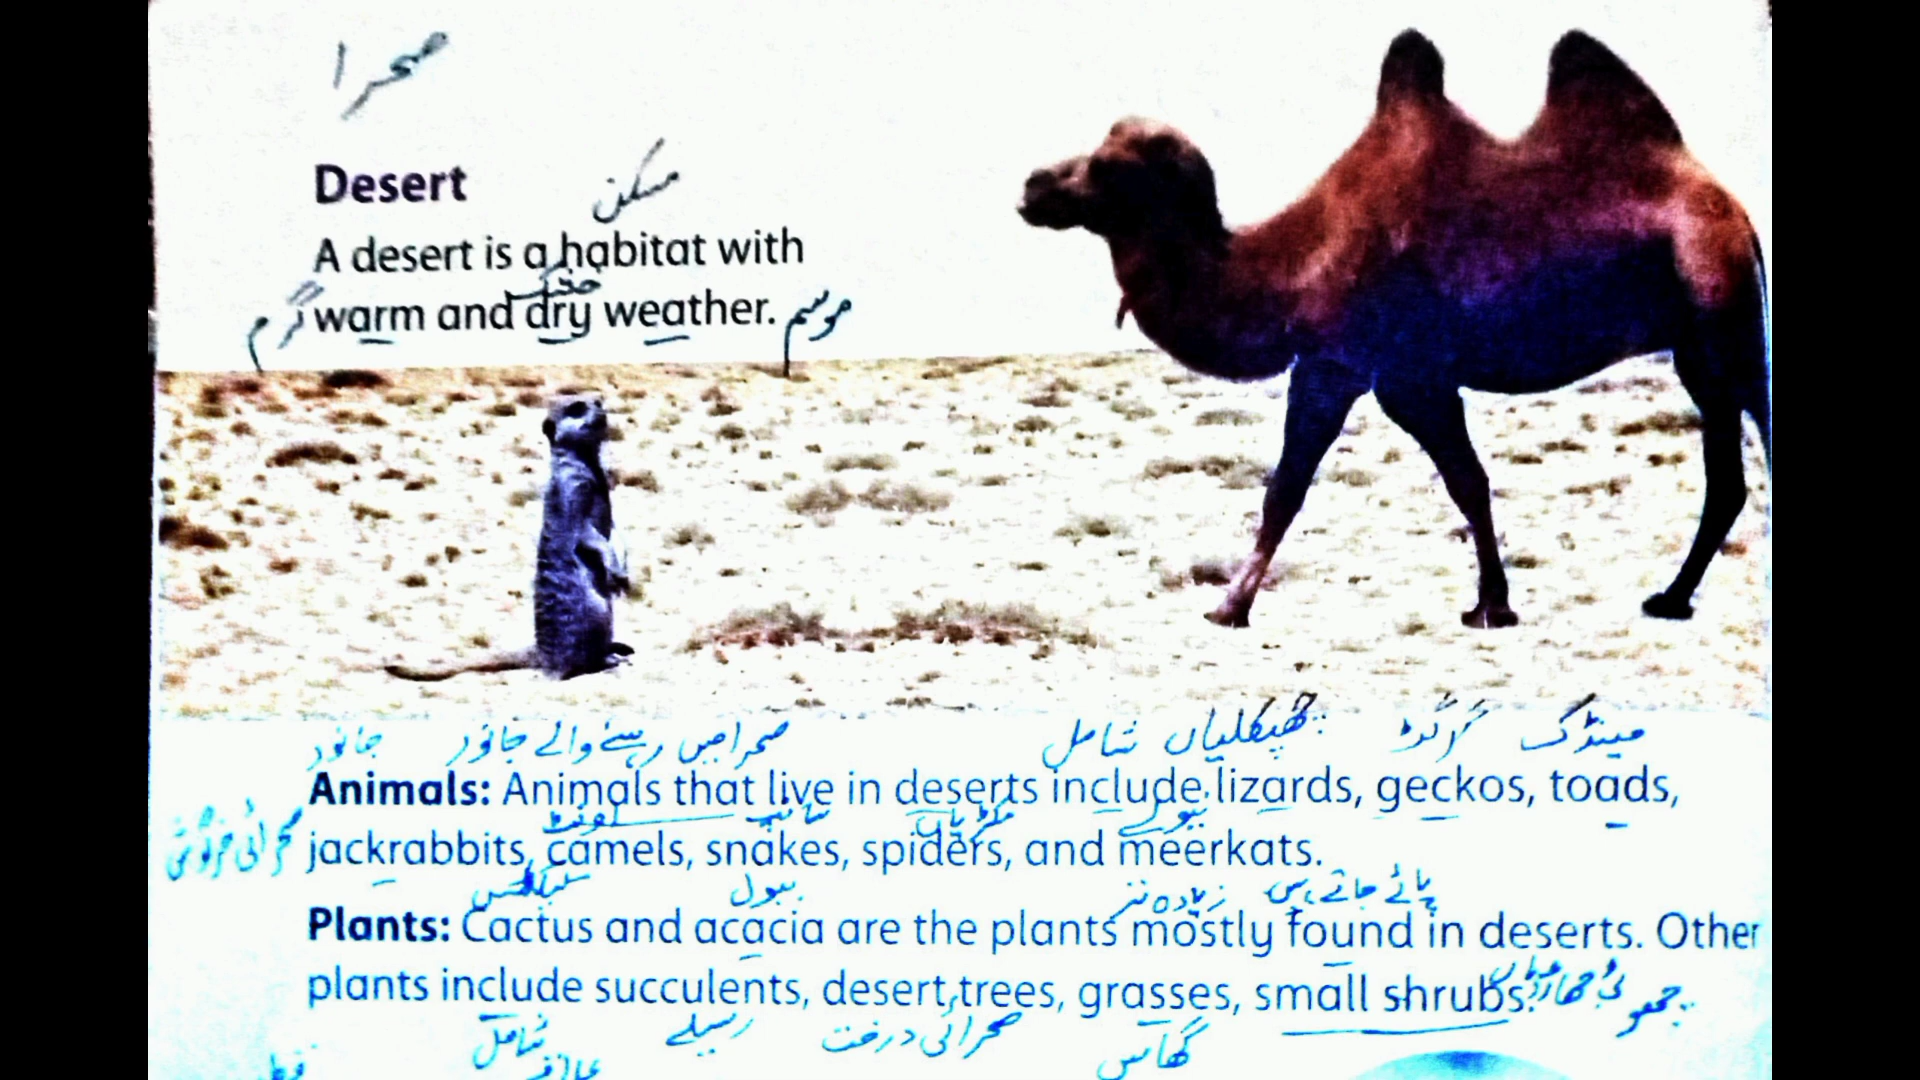 صحرا
Desert
مسکن
A desert is a habitat with
خشک
گرم warm and dry weather. موسم
جانور صحرا میں رہنے والے جانور شامل چھپکلیاں مینڈک
Animals: Animals that live in deserts include lizards, geckos, toads,
اونٹ سانپ مکڑیاں نیولے
صحرائی خرگوش jackrabbits, camels, snakes, spiders, and meerkats.
کیکٹس ببول زیادہ تر پائے جاتے ہیں
Plants: Cactus and acacia are the plants mostly found in deserts. Other
plants include succulents, desert trees, grasses, small shrubs.
شامل رسیلے صحرائی درخت گھاس